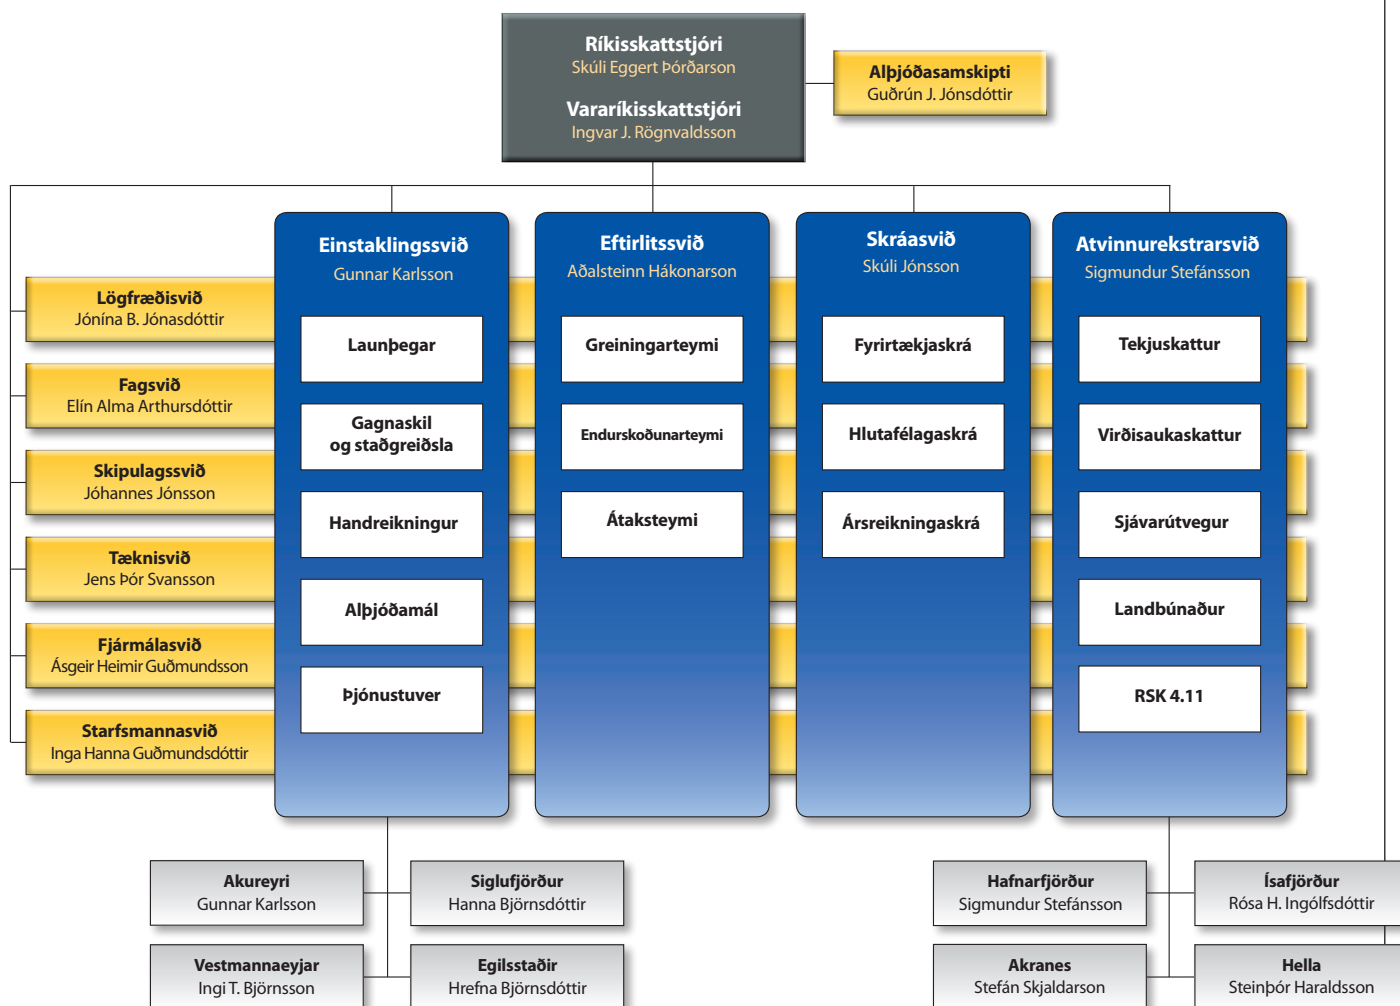 Ríkisskattstjóri
Skúli Eggert Þórðarson
Vararíkisskattstjóri
Ingvar J. Rögnvaldsson
Alþjóðasamskipti
Guðrún J. Jónsdóttir
Einstaklingssvið
Gunnar Karlsson
Eftirlitssvið
Aðalsteinn Hákonarson
Skráasvið
Skúli Jónsson
Atvinnurekstrarsvið
Sigmundur Stefánsson
Lögfræðisvið
Jónína B. Jónasdóttir
Fagsvið
Elín Alma Arthursdóttir
Skipulagssvið
Jóhannes Jónsson
Tæknisvið
Jens Þór Svansson
Fjármálasvið
Ásgeir Heimir Guðmundsson
Starfsmannasvið
Inga Hanna Guðmundsdóttir
Launþegar
Gagnaskil
og staðgreiðsla
Handreikningur
Alþjóðamál
Þjónustuver
Greiningarteymi
Endurskoðunarteymi
Átaksteymi
Fyrirtækjaskrá
Hlutafélagaskrá
Ársreikningaskrá
Tekjuskattur
Virðisaukaskattur
Sjávarútvegur
Landbúnaður
RSK 4.11
Akureyri
Gunnar Karlsson
Siglufjörður
Hanna Björnsdóttir
Vestmannaeyjar
Ingi T. Björnsson
Egilsstaðir
Hrefna Björnsdóttir
Hafnarfjörður
Sigmundur Stefánsson
Ísafjörður
Rósa H. Ingólfsdóttir
Akranes
Stefán Skjaldarson
Hella
Steinþór Haraldsson